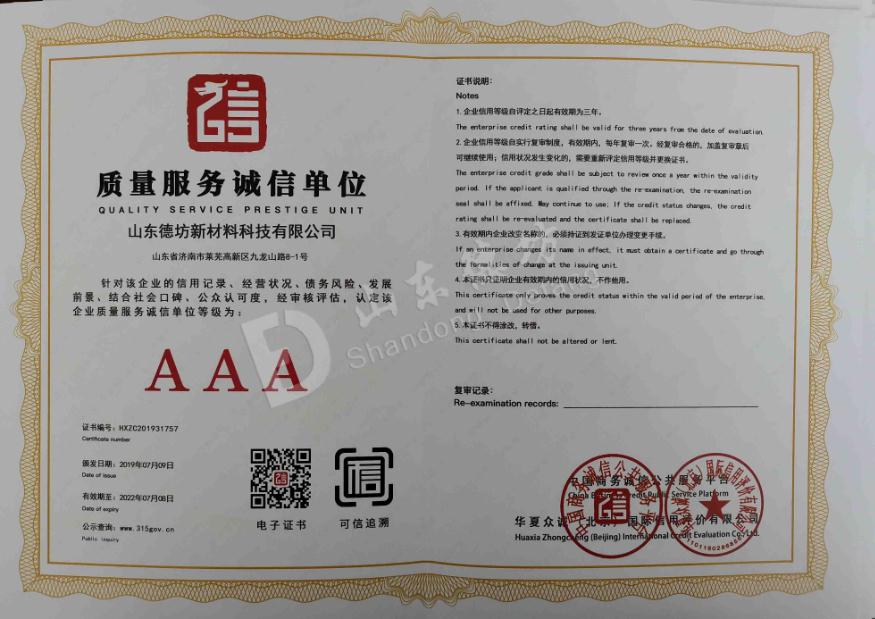 质量服务诚信单位
QUALITY SERVICE PRESTIGE UNIT
山东德坊新材料科技有限公司
山东省济南市莱芜高新区九龙山路8-1号
针对该企业的信用记录、经营状况、债务风险、发展
前景、结合社会口碑、公众认可度，经审核评估，认定该
企业质量服务诚信单位等级为：
AAA
证书编号：HXZC201931757
Certificate number
颁发日期：2019年07月09日
Date of issue
有效期至：2022年07月08日
Date of expiry
公示查询：www.315gov.cn
Public inquiry
电子证书
可信追溯
证书说明：
Notes
1. 企业信用等级自评定之日起有效期为三年。
The enterprise credit rating shall be valid for three years from the date of evaluation.
2. 企业信用等级自实行复审制度，有效期内，每年复审一次。经复审合格的，加盖复审章后
可继续使用；信用状况发生变化的，需要重新评定信用等级并更换证书。
The enterprise credit grade shall be subject to review once a year within the validity
period. If the applicant is qualified through the re-examination, the re-examination
seal shall be affixed. May continue to use; If the credit status changes, the credit
rating shall be re-evaluated and the certificate shall be replaced.
3. 有效期内企业改变名称的，必须持证到发证单位办理变更手续。
If an enterprise changes its name in effect, it must obtain a certificate and go through
the formalities of change at the issuing unit.
4. 本证书只证明企业有效期内的信用状况，不作他用。
This certificate only proves the credit status within the valid period of the enterprise,
and will not be used for other purposes.
5. 本证书不得涂改，转借。
This certificate shall not be altered or lent.
复审记录：
Re-examination records:
中国商务诚信公共服务平台
China Business Credit Public Service Platform
华夏众诚（北京）国际信用评价有限公司
Huaxia Zhongcheng (Beijing) International Credit Evaluation Co., Ltd.
山东德坊
Shandong Defang